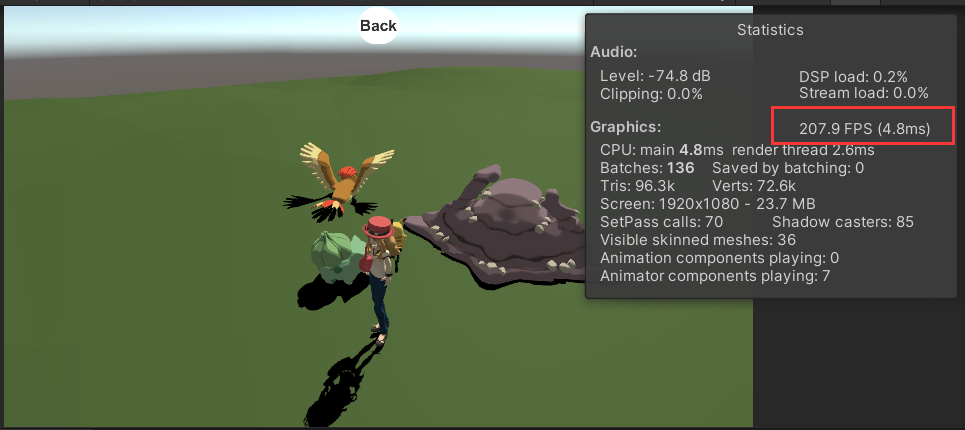 Back
Statistics
Audio:
Level: -74.8 dB DSP load: 0.2%
Clipping: 0.0% Stream load: 0.0%
Graphics: 207.9 FPS (4.8ms)
CPU: main 4.8ms render thread 2.6ms
Batches: 136 Saved by batching: 0
Tris: 96.3k Verts: 72.6k
Screen: 1920x1080 - 23.7 MB
SetPass calls: 70 Shadow casters: 85
Visible skinned meshes: 36
Animation components playing: 0
Animator components playing: 7